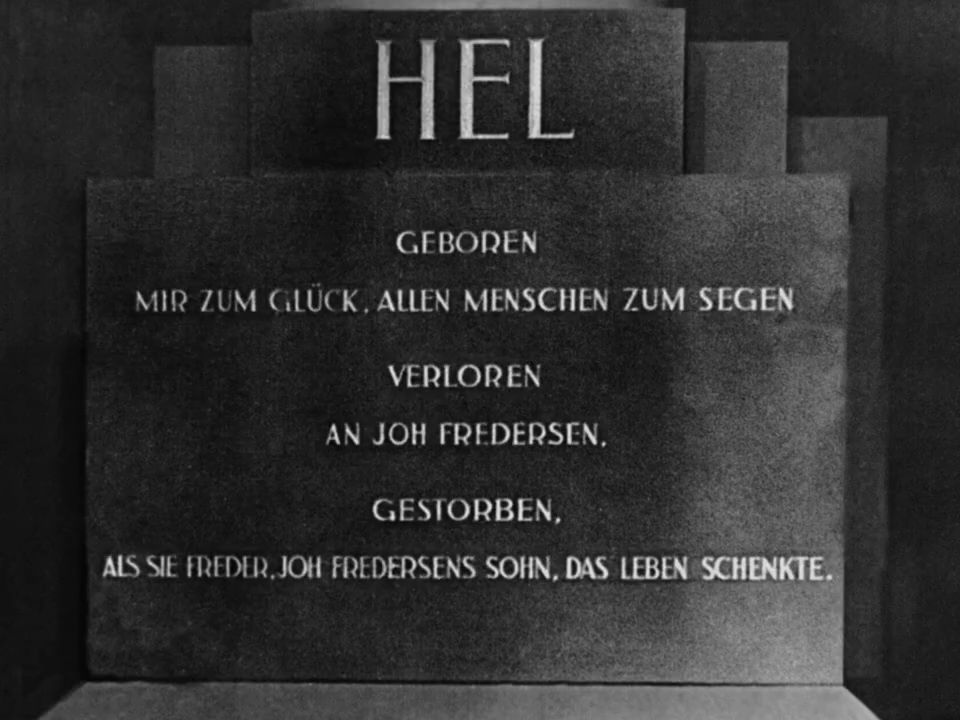 HEL
GEBOREN
MIR ZUM GLÜCK, ALLEN MENSCHEN ZUM SEGEN
VERLOREN
AN JOH FREDERSEN,
GESTORBEN,
ALS SIE FREDER, JOH FREDERSENS SOHN, DAS LEBEN SCHENKTE.